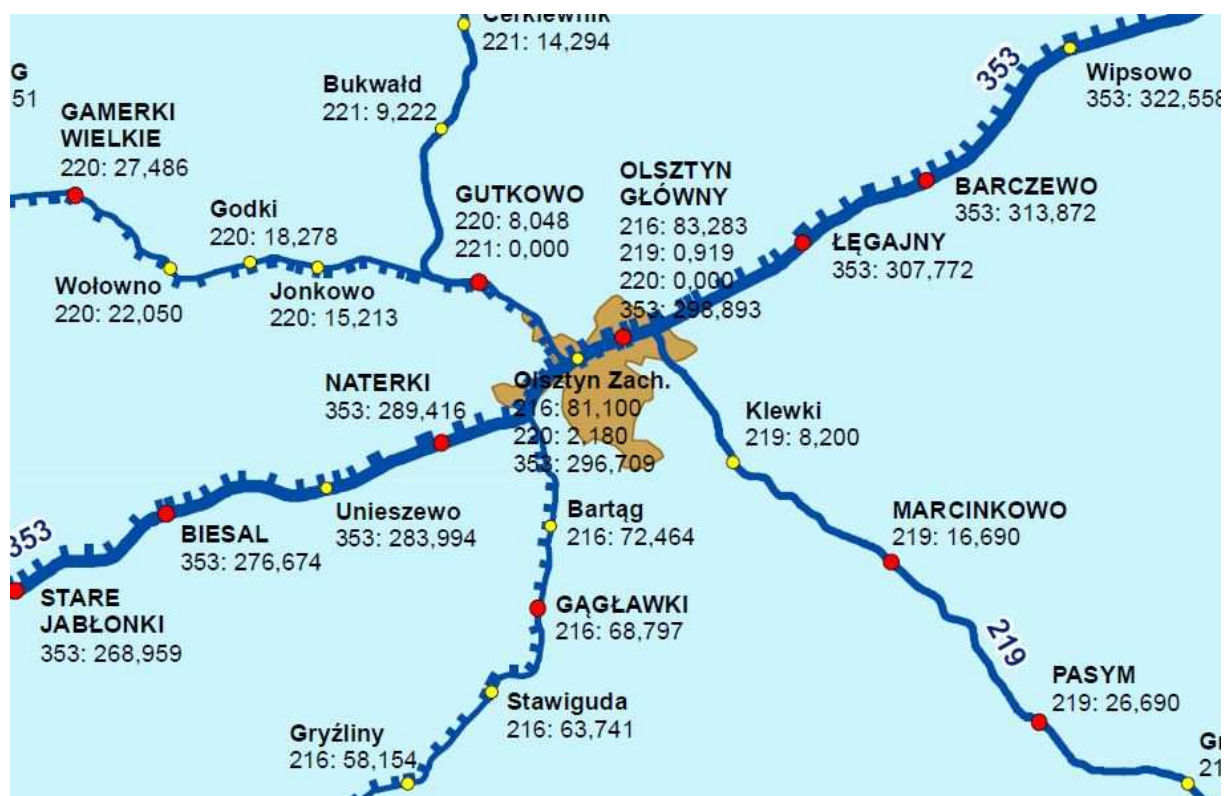 Cerkiewnik
221: 14,294
353
Wipsowo
353: 322,558
G
51
Bukwałd
221: 9,222
GAMERKI
WIELKIE
220: 27,486
OLSZTYN
GŁÓWNY
216: 83,283
219: 0,919
220: 0,000
353: 298,893
BARCZEWO
353: 313,872
GUTKOWO
220: 8,048
221: 0,000
Godki
220: 18,278
ŁĘGAJNY
353: 307,772
Wołowno
220: 22,050
Jonkowo
220: 15,213
NATERKI
353: 289,416
Olsztyn Zach.
216: 81,100
220: 2,180
353: 296,709
Klewki
219: 8,200
353
BIESAL
353: 276,674
Unieszewo
353: 283,994
Bartąg
216: 72,464
MARCINKOWO
219: 16,690
STARE
JABŁONKI
353: 268,959
GĄGŁAWKI
216: 68,797
219
PASYM
219: 26,690
Stawiguda
216: 63,741
Gryźliny
216: 58,154
Gr
21